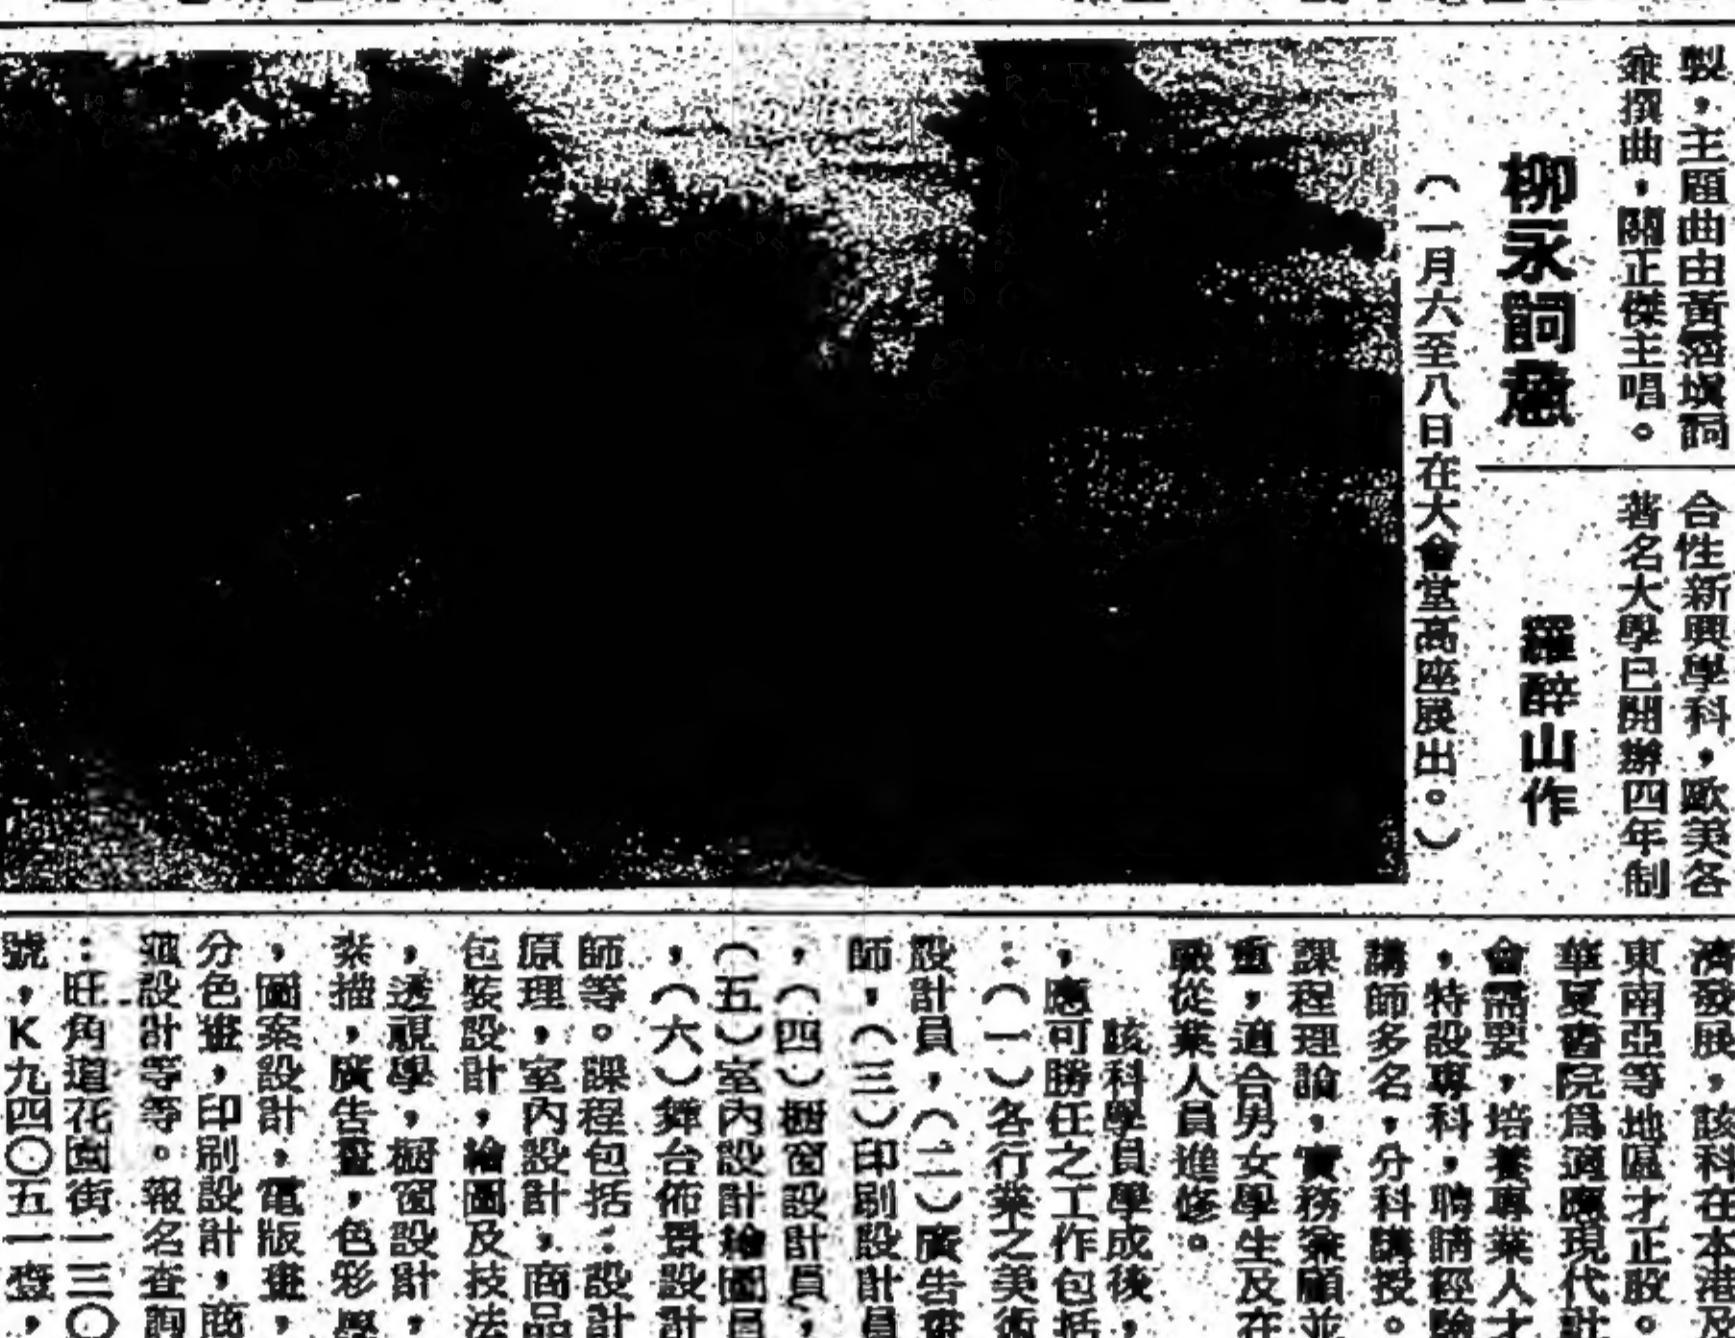 製，主題曲由黃霑填詞
兼撰曲，關正傑主唱。
合性新興學科，歐美各
著名大學已開辦四年制
柳永詞意
羅醉山作
（一月六至八日在大會堂高座展出。）
濟發展，該科在本港及
東南亞等地區才正股。
華夏書院爲適應現代計
會需要，培養專業人才
，特設專科，聘請經驗
講師多名，分科講授。
課程理論，實務兼顧並
重，適合男女學生及在
職從業人員進修。
該科學員學成後，
，應可勝任之工作包括
：（一）各行業之美術
設計員，（二）廣告畫
師，（三）印刷設計員
，（四）櫥窗設計員，
（五）室內設計繪圖員
，（六）舞台佈景設計
師等。課程包括：設計
原理，室內設計，商品
包裝設計，繪圖及技法
，透視學，櫥窗設計，
素描，廣告畫，色彩學
，圖案設計，電版畫，
分色畫，印刷設計，商
設計等等。報名查詢
：旺角道花園街一三〇
號，K九四〇五一壹，